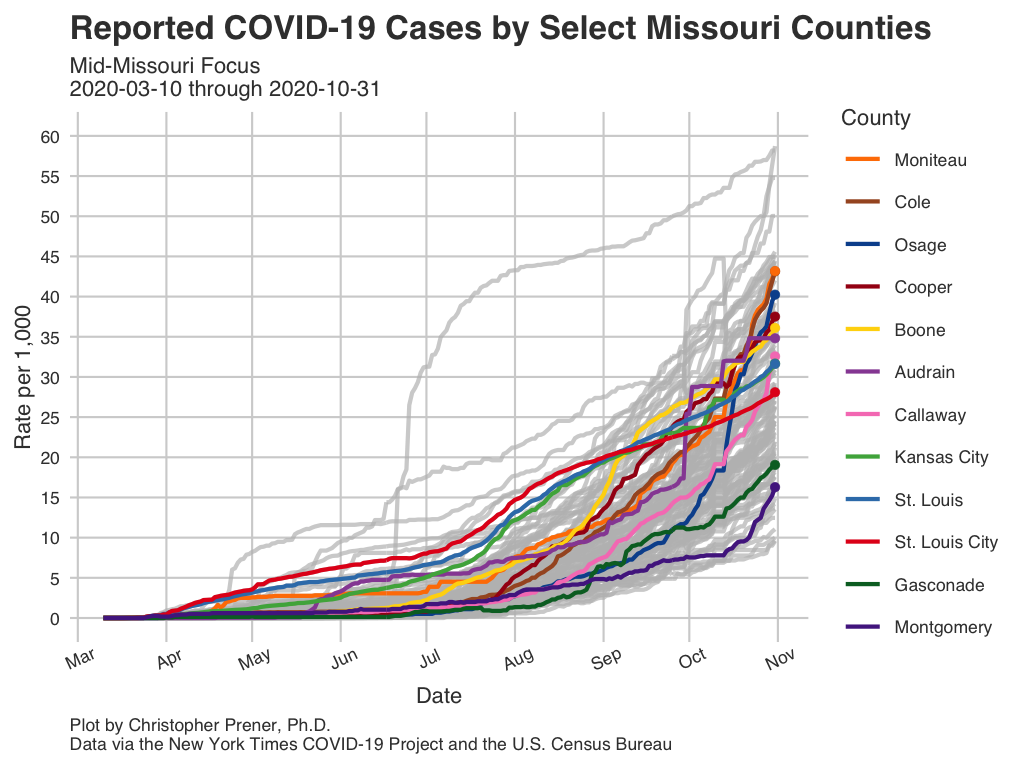 Reported COVID-19 Cases by Select Missouri Counties
Mid-Missouri Focus
2020-03-10 through 2020-10-31
Rate per 1,000
60
55
50
45
40
35
30
25
20
15
10
5
0
Mar
Apr
May
Jun
Jul
Aug
Sep
Oct
Nov
Date
County
Moniteau
Cole
Osage
Cooper
Boone
Audrain
Callaway
Kansas City
St. Louis
St. Louis City
Gasconade
Montgomery
Plot by Christopher Prener, Ph.D.
Data via the New York Times COVID-19 Project and the U.S. Census Bureau